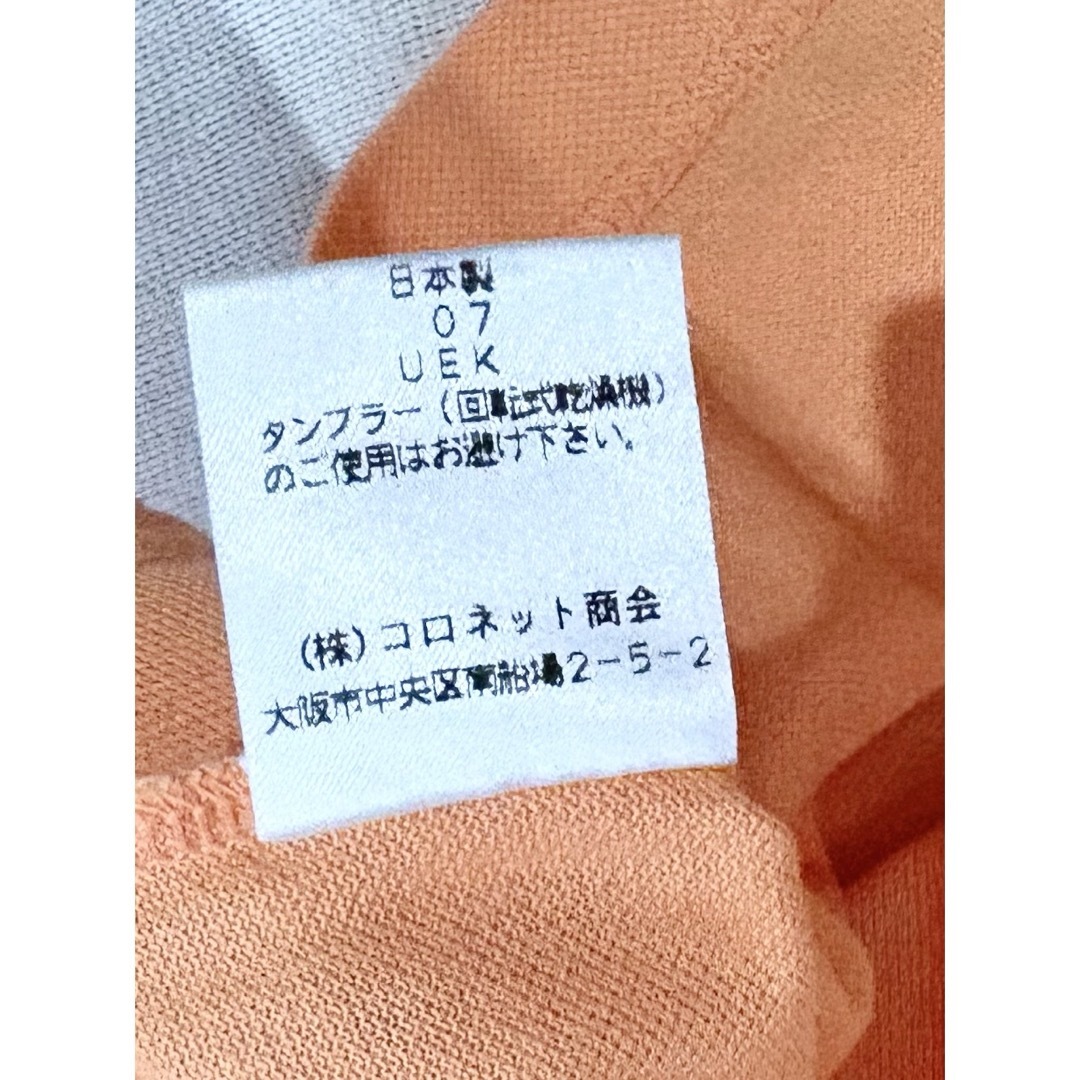 日本製
07
UEK
タンブラー(回転式乾燥機)
のご使用はお避け下さい。
(株)コロネット商会
大阪市中央区南船場2-5-2